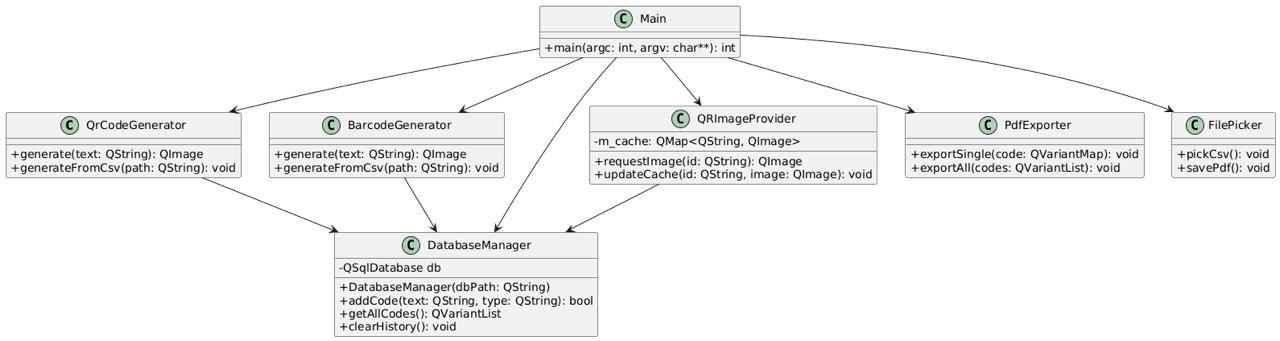 C Main
+main(argc: int, argv: char**): int
C QrCodeGenerator
+generate(text: QString): QImage
+generateFromCsv(path: QString): void
C BarcodeGenerator
+generate(text: QString): QImage
+generateFromCsv(path: QString): void
C QRImageProvider
-m_cache: QMap<QString, QImage>
+requestImage(id: QString): QImage
+updateCache(id: QString, image: QImage): void
C PdfExporter
+exportSingle(code: QVariantMap): void
+exportAll(codes: QVariantList): void
C FilePicker
+pickCsv(): void
+savePdf(): void
C DatabaseManager
-QSqlDatabase db
+DatabaseManager(dbPath: QString)
+addCode(text: QString, type: QString): bool
+getAllCodes(): QVariantList
+clearHistory(): void